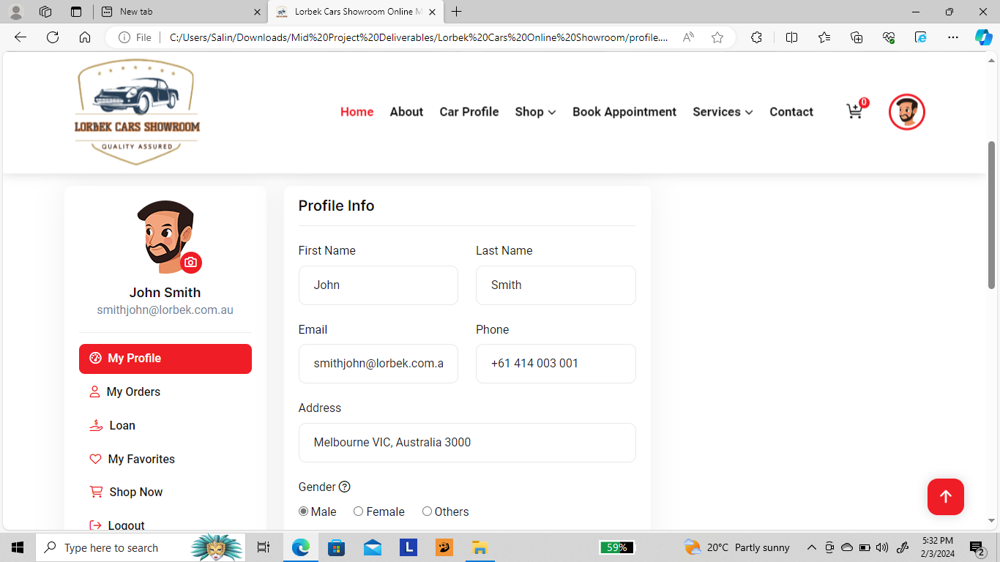 New tab
Lorbek Cars Showroom Online M
File
C:/Users/Salin/Downloads/Mid%20Project%20Deliverables/Lorbek%20Cars%20Online%20Showroom/profile....
LORBEK CARS SHOWROOM
QUALITY ASSURED
Home About Car Profile Shop Book Appointment Services Contact 0
John Smith
smithjohn@lorbek.com.au
My Profile
My Orders
Loan
My Favorites
Shop Now
Logout
Profile Info
First Name Last Name
John Smith
Email Phone
smithjohn@lorbek.com.a +61 414 003 001
Address
Melbourne VIC, Australia 3000
Gender ?
Male Female Others
Type here to search
L
59%
20°C Partly sunny
5:32 PM
2/3/2024
2